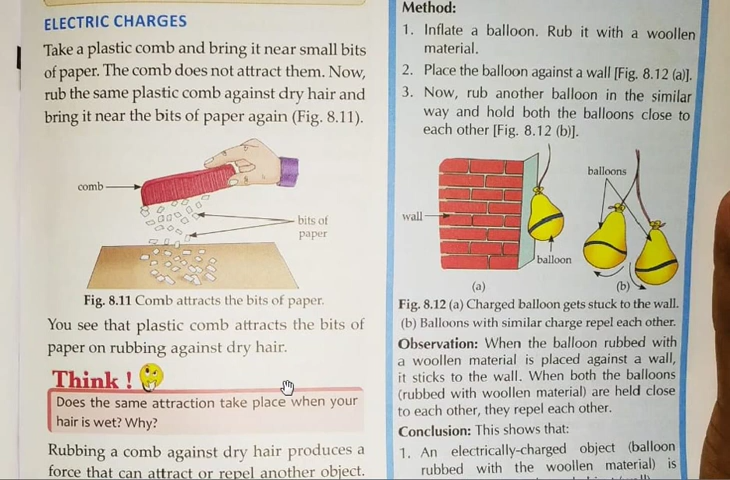 ELECTRIC CHARGES
Take a plastic comb and bring it near small bits
of paper. The comb does not attract them. Now,
rub the same plastic comb against dry hair and
bring it near the bits of paper again (Fig. 8.11).
comb
bits of
paper
Fig. 8.11 Comb attracts the bits of paper.
You see that plastic comb attracts the bits of
paper on rubbing against dry hair.
Think !
Does the same attraction take place when your
hair is wet? Why?
Rubbing a comb against dry hair produces a
force that can attract or repel another object.
Method:
1. Inflate a balloon. Rub it with a woollen
material.
2. Place the balloon against a wall [Fig. 8.12 (a)].
3. Now, rub another balloon in the similar
way and hold both the balloons close to
each other [Fig. 8.12 (b)].
balloons
wall
balloon
(a)
(b)
Fig. 8.12 (a) Charged balloon gets stuck to the wall.
(b) Balloons with similar charge repel each other.
Observation: When the balloon rubbed with
a woollen material is placed against a wall,
it sticks to the wall. When both the balloons
(rubbed with woollen material) are held close
to each other, they repel each other.
Conclusion: This shows that:
1. An electrically-charged object (balloon
rubbed with the woollen material) is